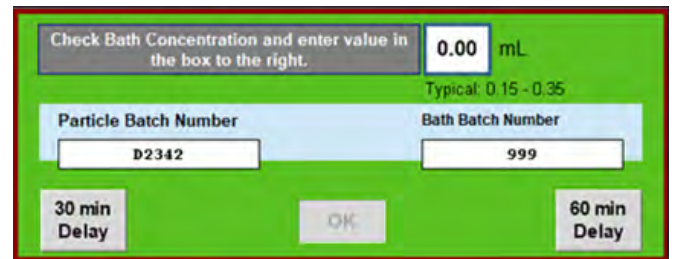 Check Bath Concentration and enter value in
the box to the right.
0.00 mL
Typical: 0.15 - 0.35
Particle Batch Number
Bath Batch Number
D2342
999
30 min
Delay
OK
60 min
Delay